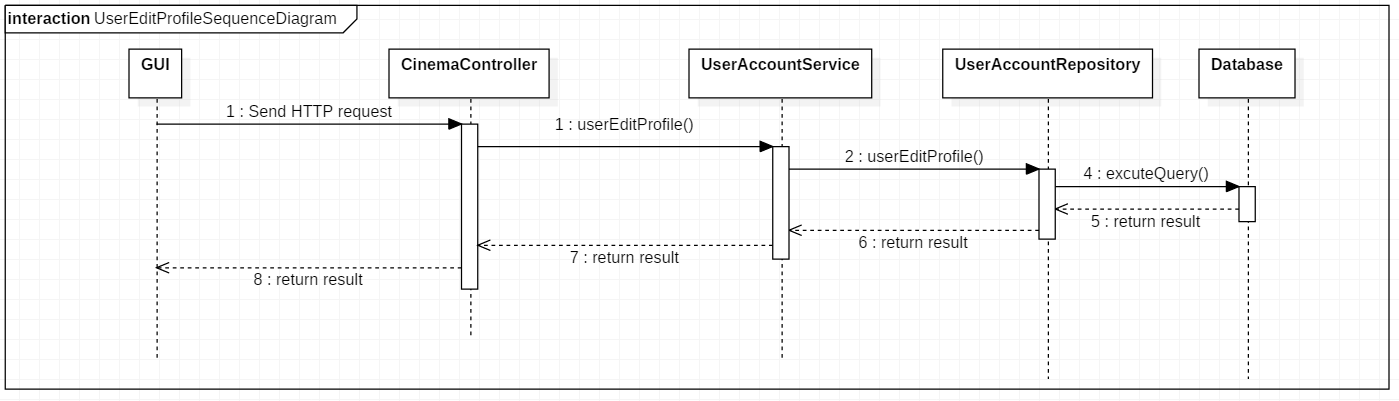 interaction UserEditProfileSequenceDiagram
GUI
CinemaController
UserAccountService
UserAccountRepository
Database
1 : Send HTTP request
1 : userEditProfile()
2 : userEditProfile()
4 : excuteQuery()
5 : return result
6 : return result
7 : return result
8 : return result